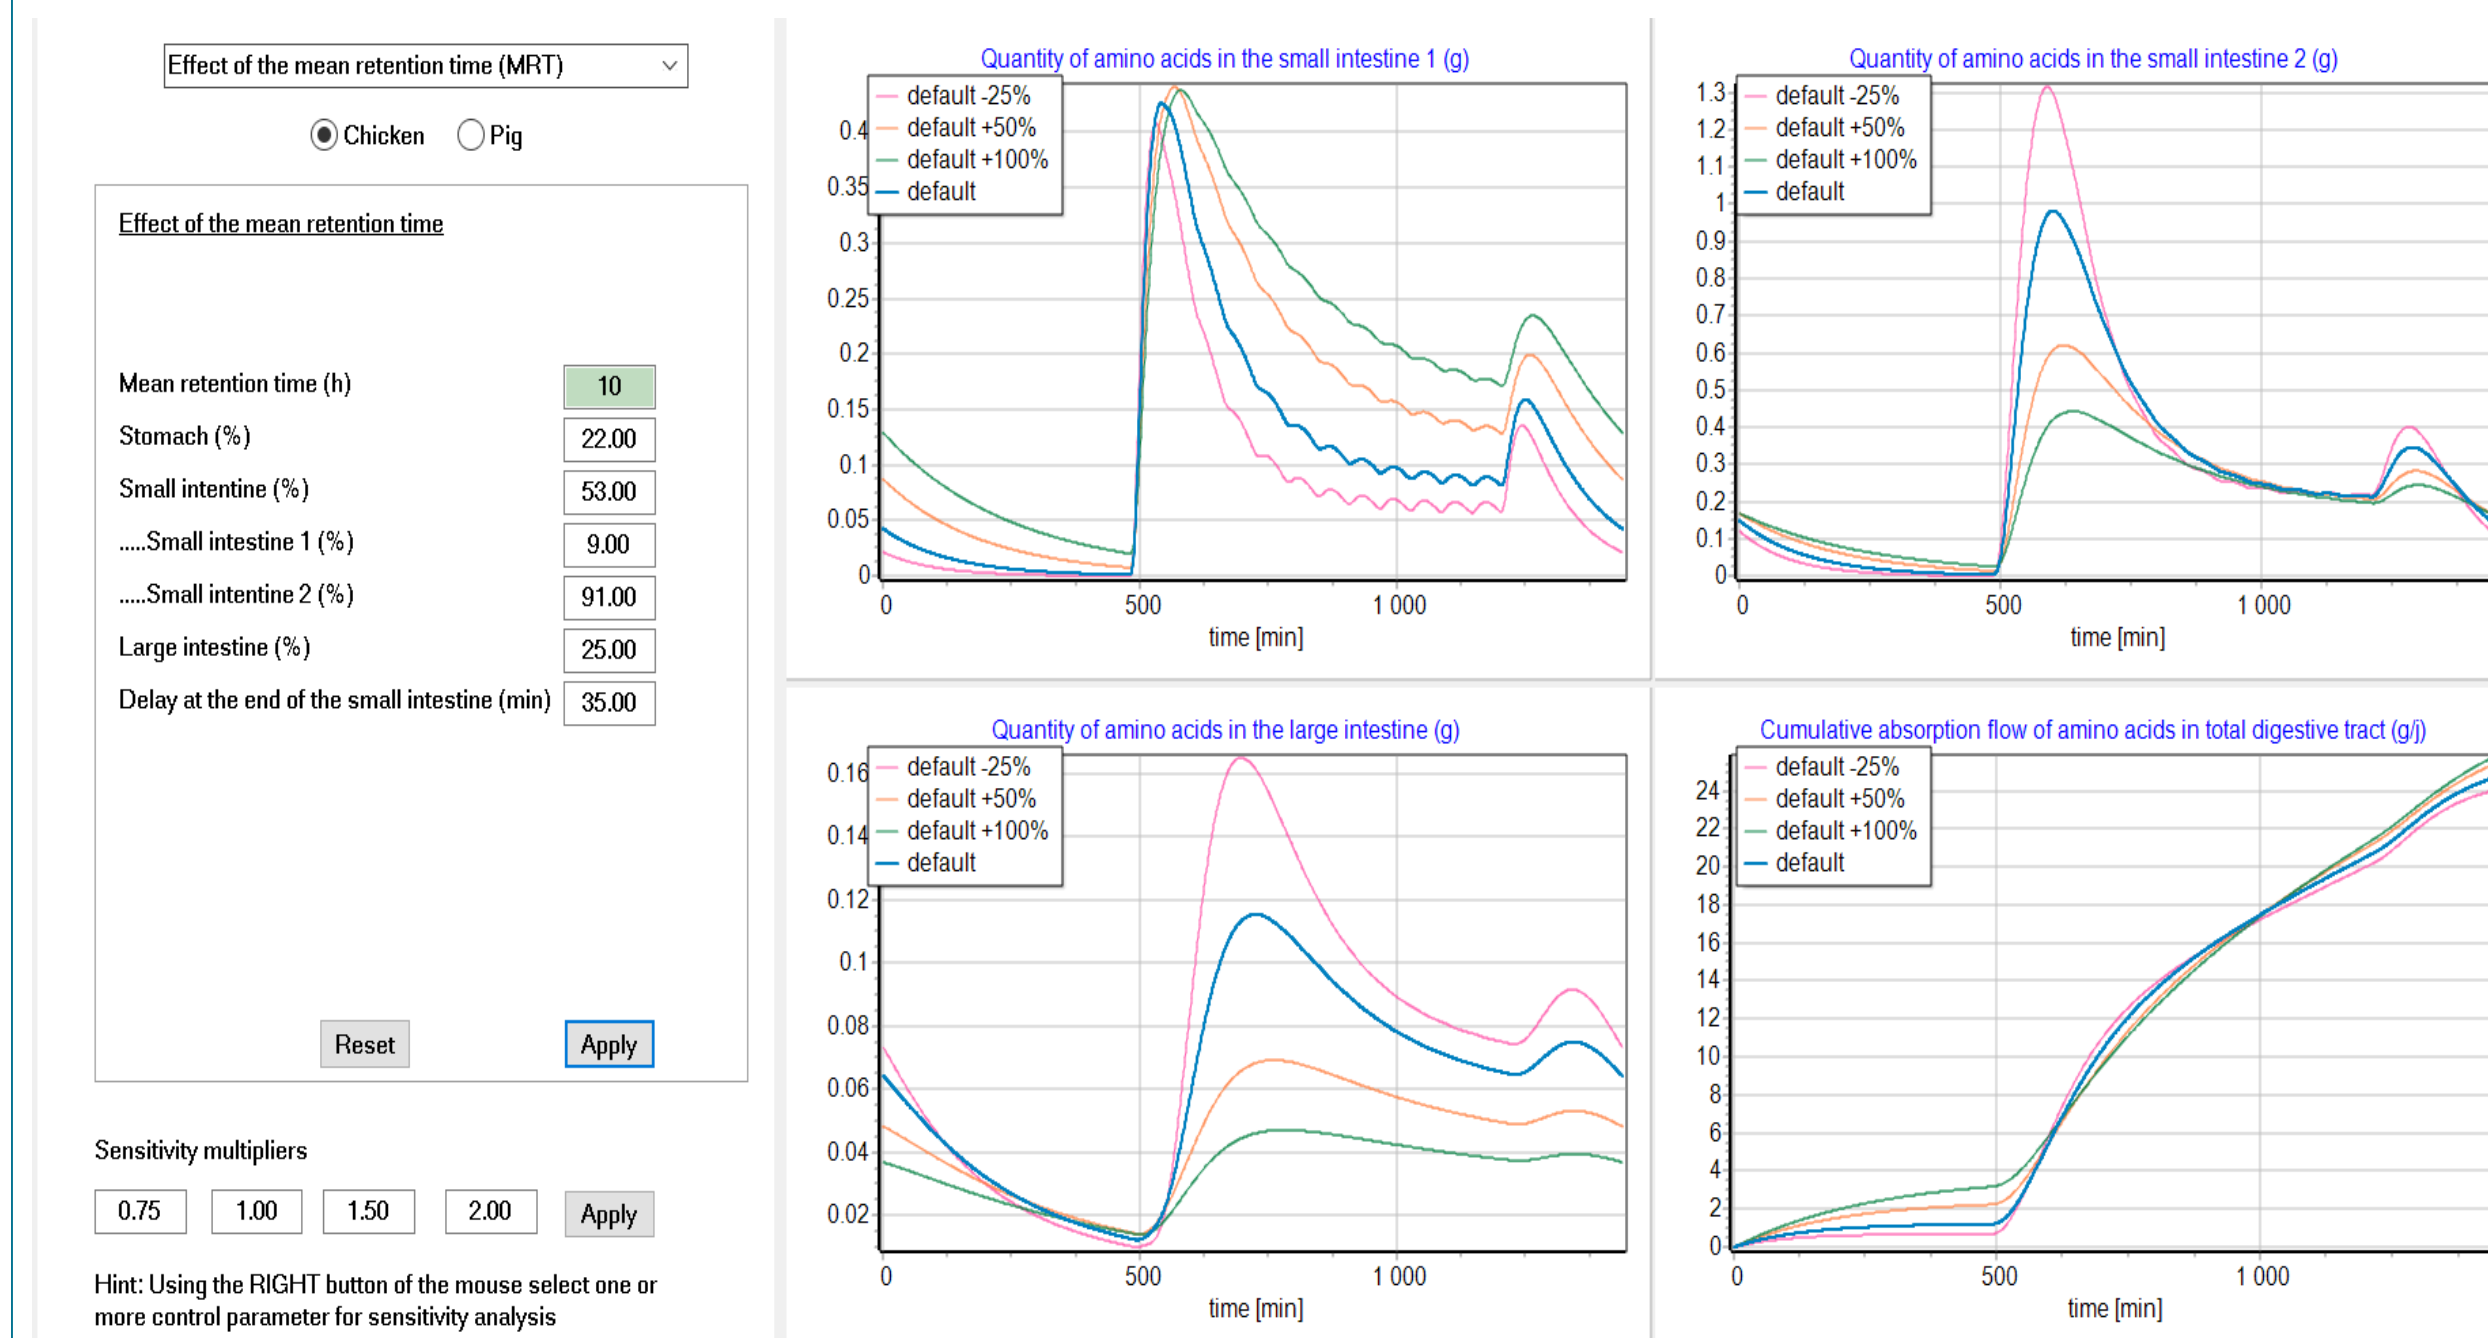 Effect of the mean retention time (MRT)
Chicken Pig
Effect of the mean retention time
Mean retention time (h) 10
Stomach (%) 22.00
Small intentine (%) 53.00
.....Small intestine 1 (%) 9.00
.....Small intentine 2 (%) 91.00
Large intestine (%) 25.00
Delay at the end of the small intestine (min) 35.00
Reset Apply
Sensitivity multipliers
0.75 1.00 1.50 2.00 Apply
Hint: Using the RIGHT button of the mouse select one or
more control parameter for sensitivity analysis
Quantity of amino acids in the small intestine 1 (g)
default -25%
default +50%
default +100%
default
0.4
0.35
0.3
0.25
0.2
0.15
0.1
0.05
0
0 500 1 000
time [min]
Quantity of amino acids in the small intestine 2 (g)
default -25%
default +50%
default +100%
default
1.3
1.2
1.1
1
0.9
0.8
0.7
0.6
0.5
0.4
0.3
0.2
0.1
0
0 500 1 000
time [min]
Quantity of amino acids in the large intestine (g)
default -25%
default +50%
default +100%
default
0.16
0.14
0.12
0.1
0.08
0.06
0.04
0.02
0 500 1 000
time [min]
Cumulative absorption flow of amino acids in total digestive tract (g/j)
default -25%
default +50%
default +100%
default
24
22
20
18
16
14
12
10
8
6
4
2
0
0 500 1 000
time [min]